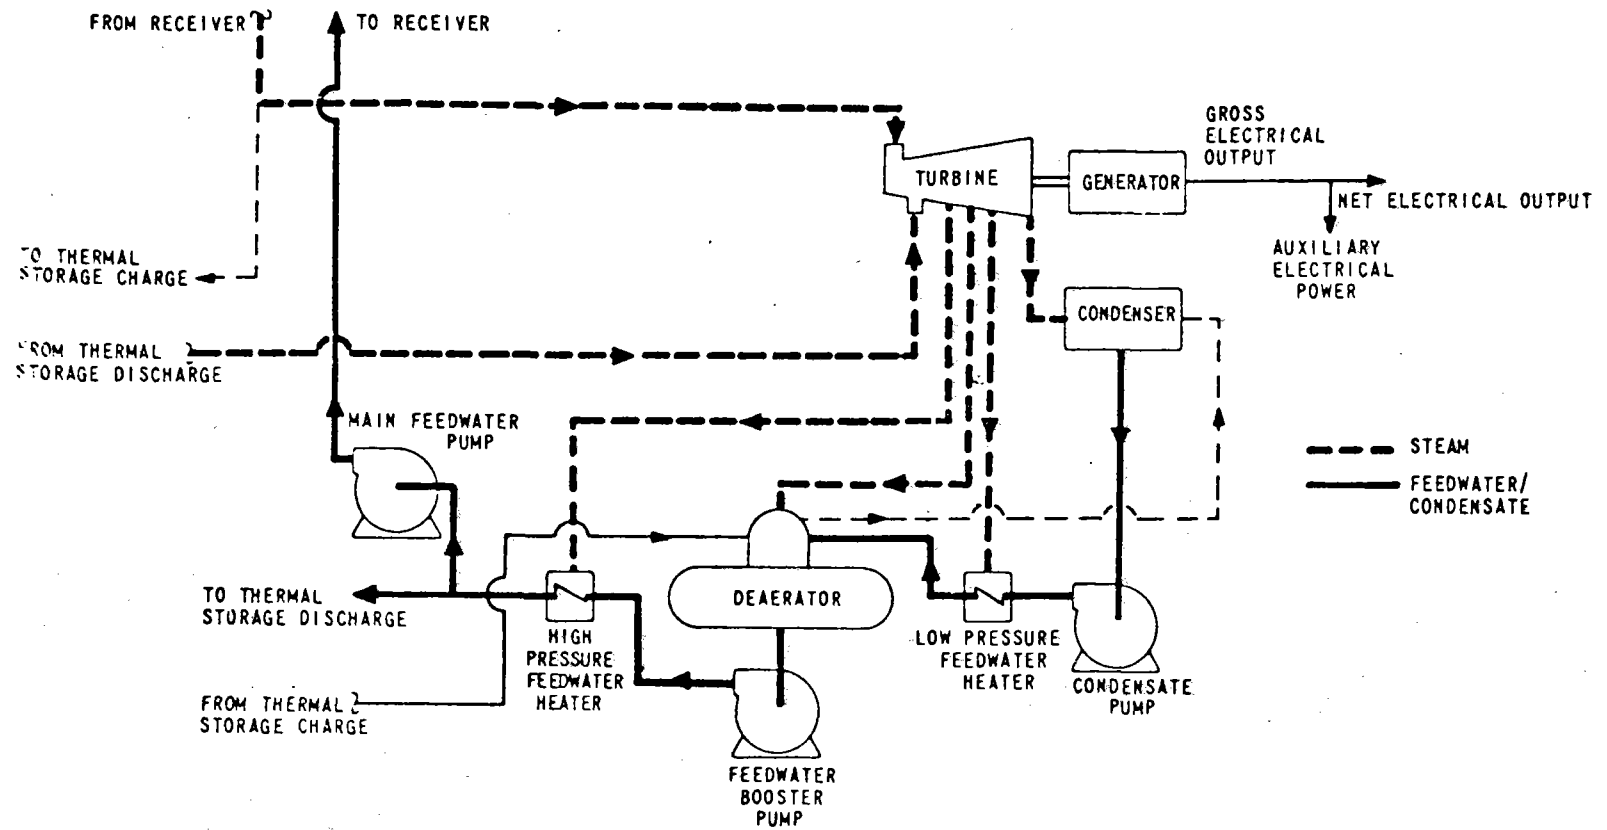 FROM RECEIVER
TO RECEIVER
GROSS
ELECTRICAL
OUTPUT
TURBINE
GENERATOR
NET ELECTRICAL OUTPUT
AUXILIARY
ELECTRICAL
POWER
TO THERMAL
STORAGE CHARGE
CONDENSER
FROM THERMAL
STORAGE DISCHARGE
MAIN FEEDWATER
PUMP
STEAM
FEEDWATER/
CONDENSATE
TO THERMAL
STORAGE DISCHARGE
DEAERATOR
HIGH
PRESSURE
FEEDWATER
HEATER
LOW PRESSURE
FEEDWATER
HEATER
CONDENSATE
PUMP
FROM THERMAL
STORAGE CHARGE
FEEDWATER
BOOSTER
PUMP